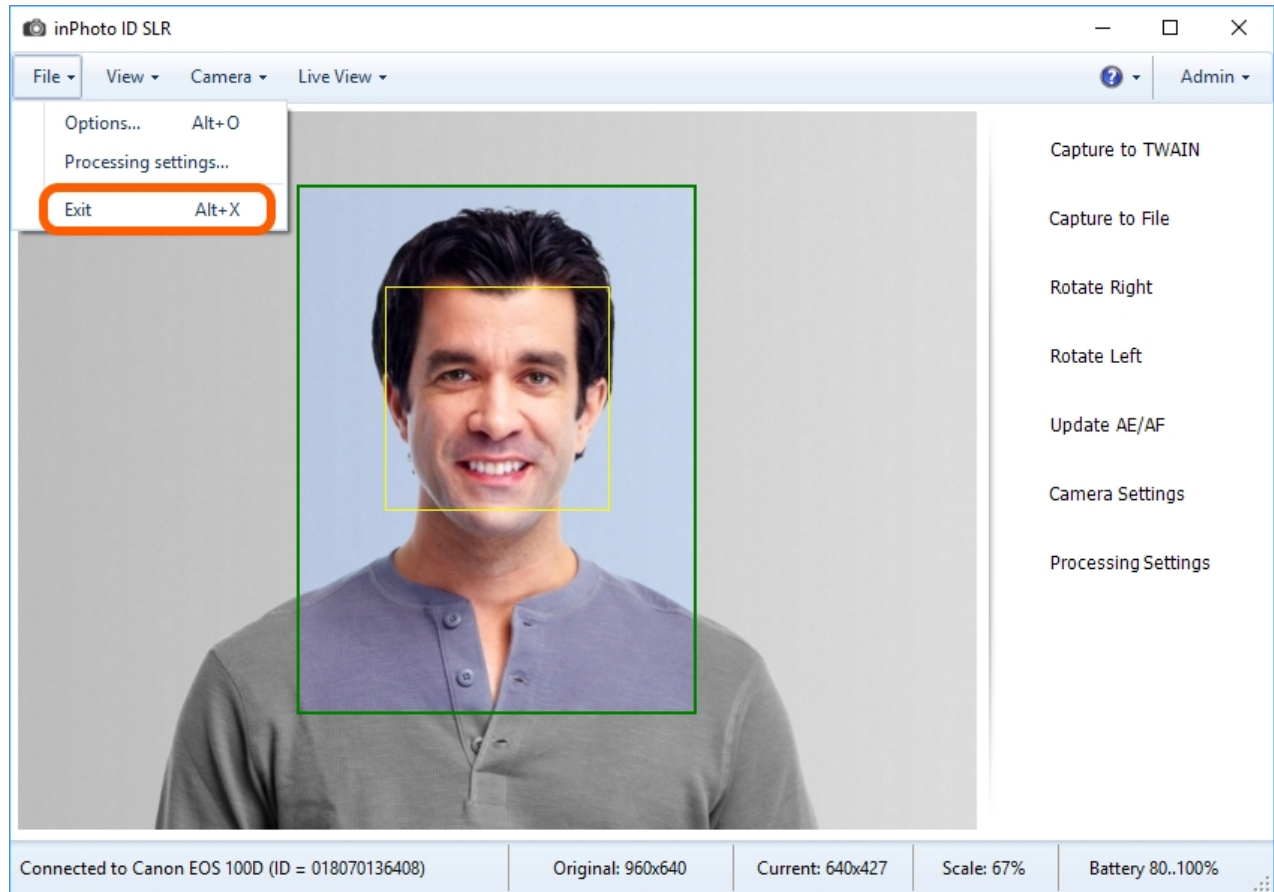 inPhoto ID SLR
File View Camera Live View Admin
Options... Alt+O
Processing settings...
Exit Alt+X
Capture to TWAIN
Capture to File
Rotate Right
Rotate Left
Update AE/AF
Camera Settings
Processing Settings
Connected to Canon EOS 100D (ID = 018070136408) Original: 960x640 Current: 640x427 Scale: 67% Battery 80..100%